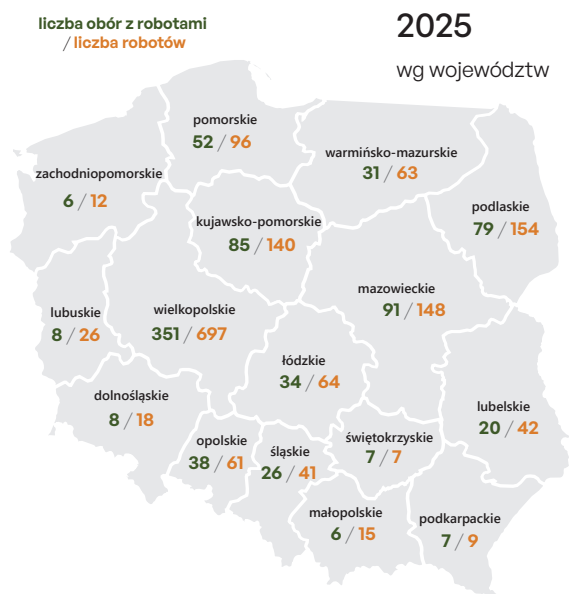 liczba obór z robotami
/ liczba robotów
2025
wg województw
pomorskie
52 / 96
warmińsko-mazurskie
31 / 63
zachodniopomorskie
6 / 12
podlaskie
79 / 154
kujawsko-pomorskie
85 / 140
mazowieckie
91 / 148
lubuskie
8 / 26
wielkopolskie
351 / 697
łódzkie
34 / 64
dolnośląskie
8 / 18
lubelskie
20 / 42
opolskie
38 / 61
śląskie
26 / 41
świętokrzyskie
7 / 7
małopolskie
6 / 15
podkarpackie
7 / 9